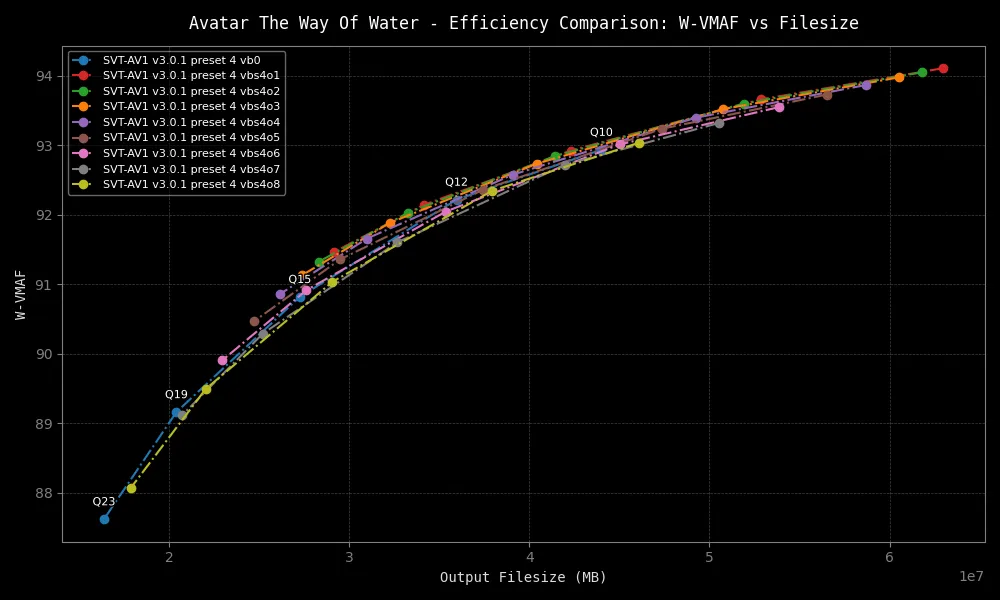 Avatar The Way Of Water - Efficiency Comparison: W-VMAF vs Filesize
SVT-AV1 v3.0.1 preset 4 vb0
SVT-AV1 v3.0.1 preset 4 vbs4o1
SVT-AV1 v3.0.1 preset 4 vbs4o2
SVT-AV1 v3.0.1 preset 4 vbs4o3
SVT-AV1 v3.0.1 preset 4 vbs4o4
SVT-AV1 v3.0.1 preset 4 vbs4o5
SVT-AV1 v3.0.1 preset 4 vbs4o6
SVT-AV1 v3.0.1 preset 4 vbs4o7
SVT-AV1 v3.0.1 preset 4 vbs4o8
94
93
92
91
90
89
88
W-VMAF
Q10
Q12
Q15
Q19
Q23
2 3 4 5 6
1e7
Output Filesize (MB)